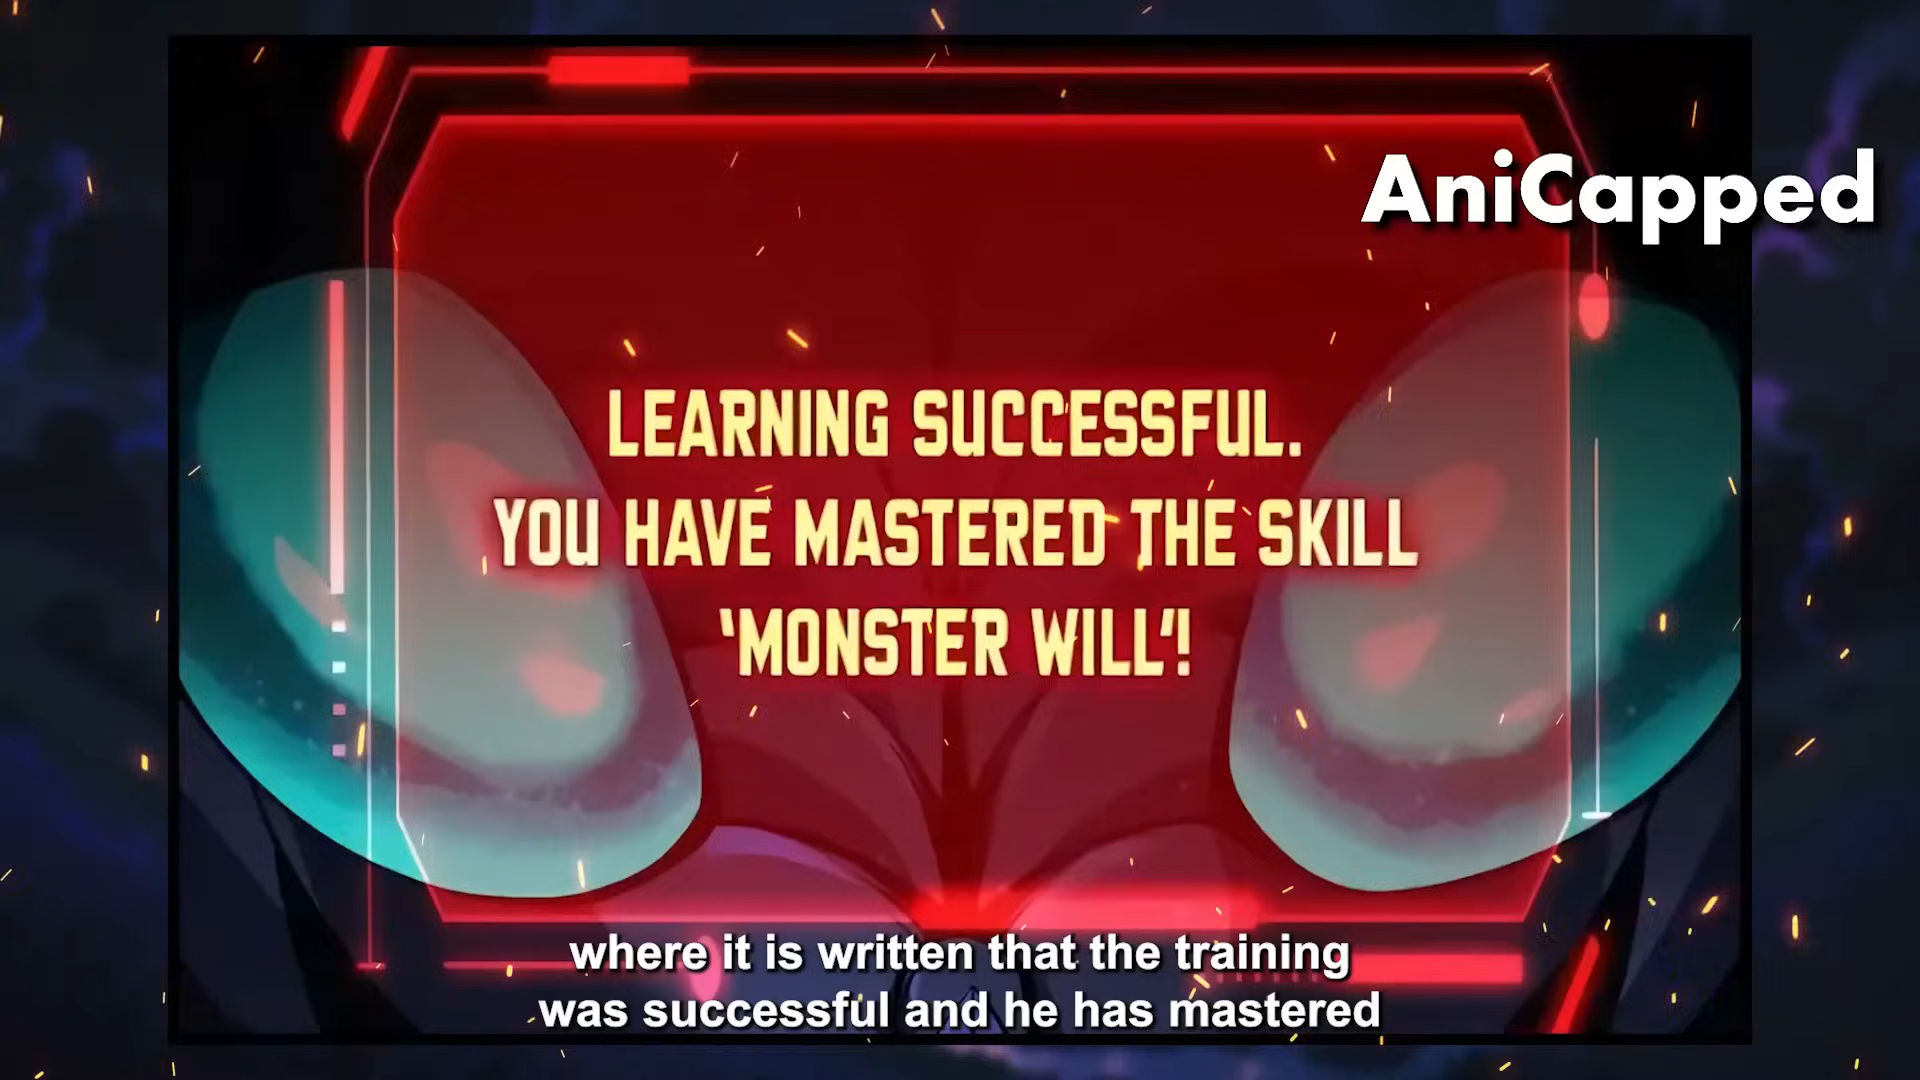 AniCapped
LEARNING SUCCESSFUL.
YOU HAVE MASTERED THE SKILL
'MONSTER WILL'!
where it is written that the training
was successful and he has mastered